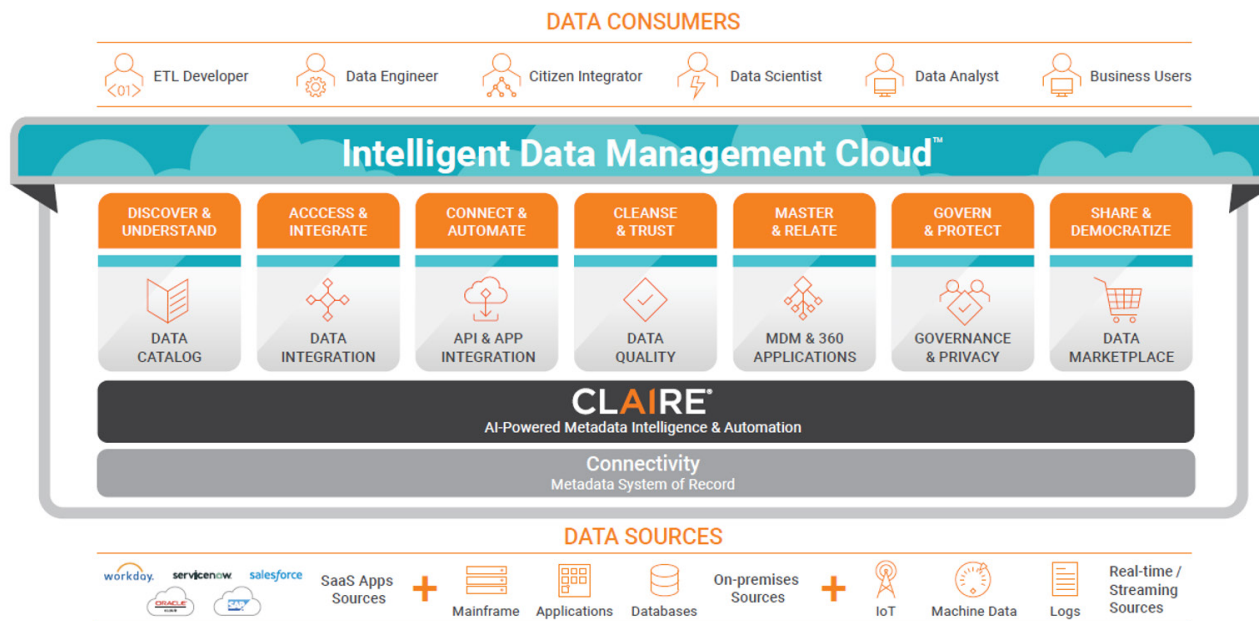 DATA CONSUMERS
<01>
ETL Developer
Data Engineer
Citizen Integrator
Data Scientist
Data Analyst
Business Users
Intelligent Data Management Cloud™
DISCOVER &
UNDERSTAND
ACCCESS &
INTEGRATE
CONNECT &
AUTOMATE
CLEANSE
& TRUST
MASTER
& RELATE
GOVERN
& PROTECT
SHARE &
DEMOCRATIZE
DATA
CATALOG
DATA
INTEGRATION
API & APP
INTEGRATION
DATA
QUALITY
MDM & 360
APPLICATIONS
GOVERNANCE
& PRIVACY
DATA
MARKETPLACE
CLAIRE®
AI-Powered Metadata Intelligence & Automation
Connectivity
Metadata System of Record
DATA SOURCES
workday.
servicenow
salesforce
ORACLE
CLOUD
SAP
SaaS Apps
Sources
+
Mainframe
Applications
Databases
On-premises
Sources
+
IoT
Machine Data
Logs
Real-time /
Streaming
Sources